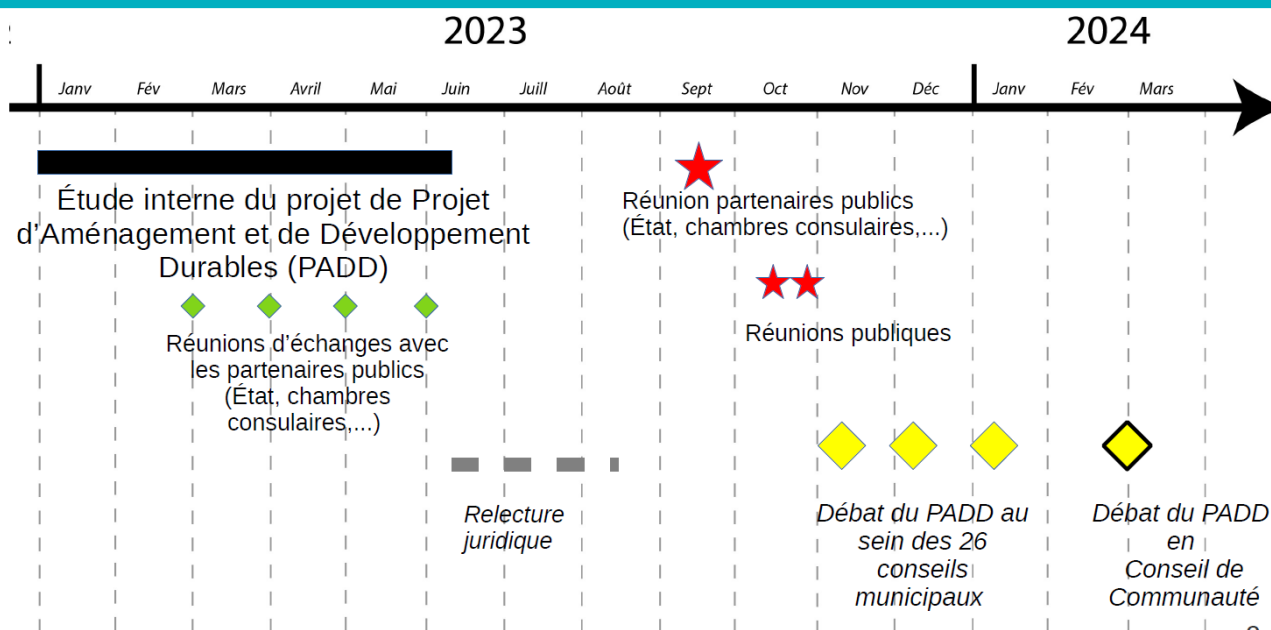 2023
2024
Janv Fév Mars Avril Mai Juin Juill Août Sept Oct Nov Déc Janv Fév Mars
Étude interne du projet de Projet
d’Aménagement et de Développement
Durables (PADD)
Réunion partenaires publics
(État, chambres consulaires,...)
Réunions publiques
Réunions d’échanges avec
les partenaires publics
(État, chambres
consulaires,...)
Relecture
juridique
Débat du PADD au
sein des 26
conseils
municipaux
Débat du PADD
en
Conseil de
Communauté